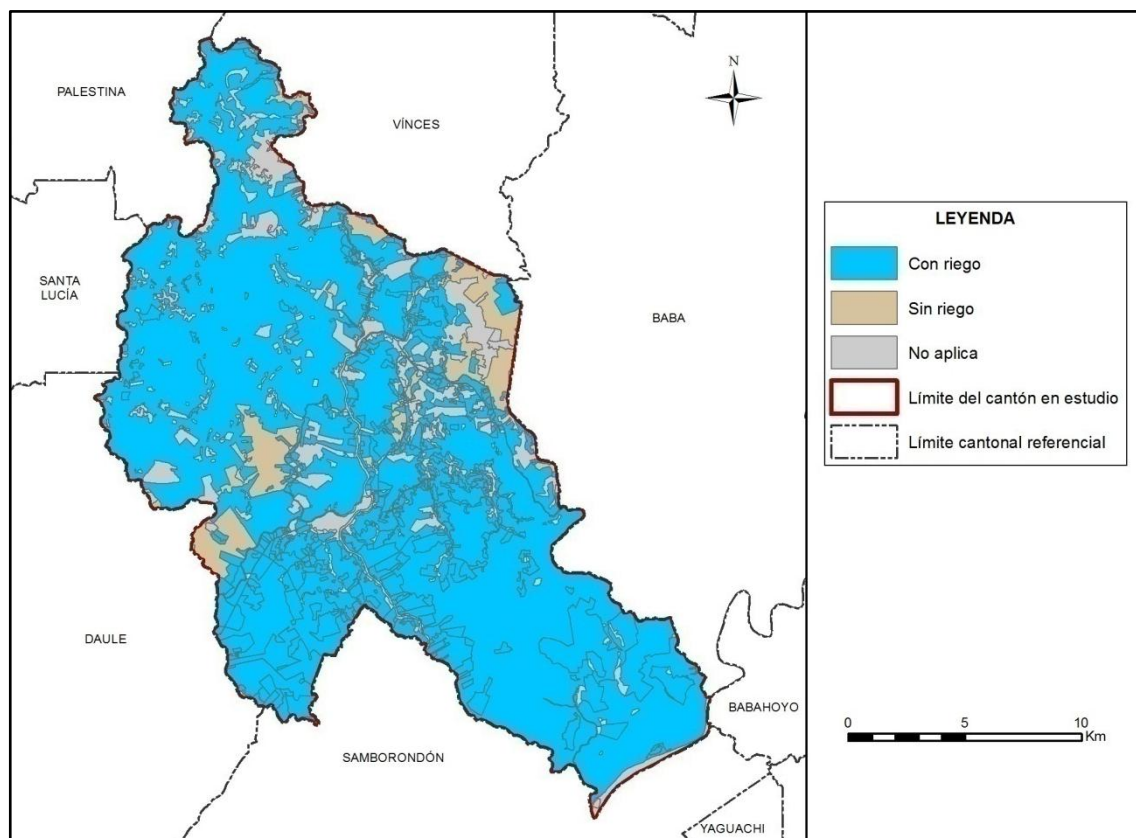 PALESTINA
VÍNCES
N
SANTA
LUCÍA
BABA
DAULE
SAMBORONDÓN
BABAHOYO
YAGUACHI
LEYENDA
Con riego
Sin riego
No aplica
Límite del cantón en estudio
Límite cantonal referencial
0 5 10
Km